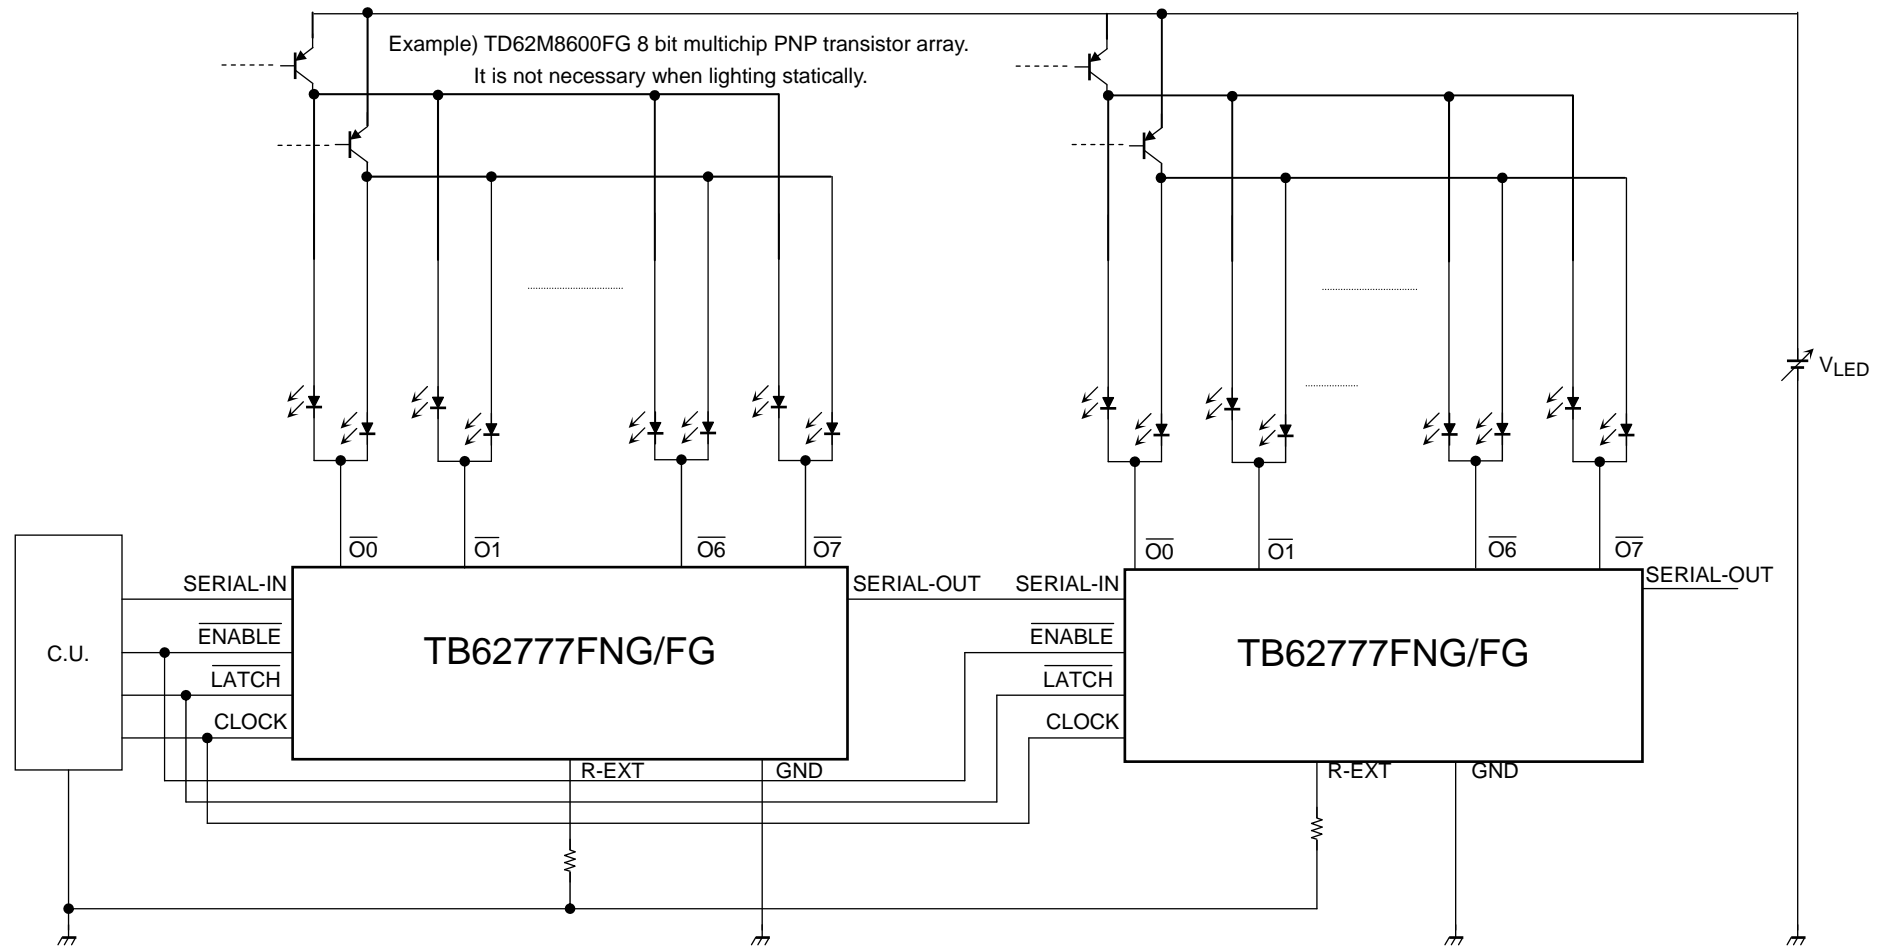 Example) TD62M8600FG 8 bit multichip PNP transistor array.
It is not necessary when lighting statically.
VLED
O0 O1 O6 O7 O0 O1 O6 O7
SERIAL-IN SERIAL-OUT SERIAL-IN SERIAL-OUT
ENABLE ENABLE
C.U. TB62777FNG/FG TB62777FNG/FG
LATCH LATCH
CLOCK CLOCK
R-EXT GND R-EXT GND